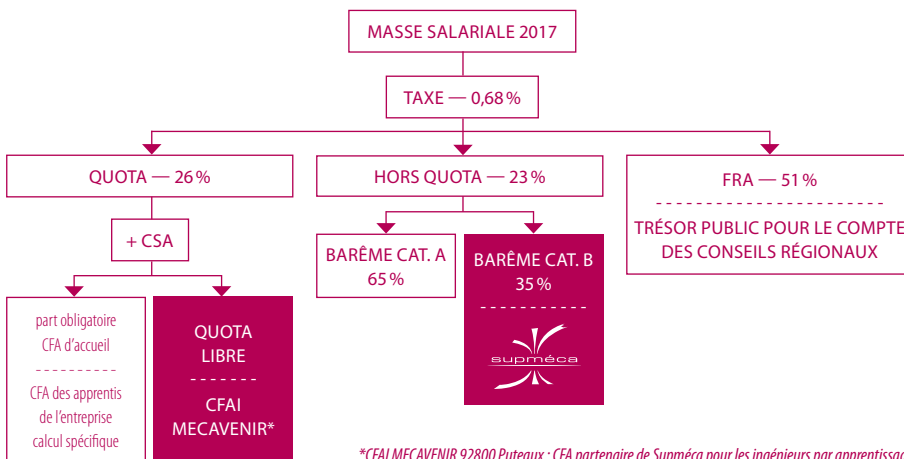 MASSE SALARIALE 2017
TAXE — 0,68 %
QUOTA — 26 %
HORS QUOTA — 23 %
FRA — 51 %
TRÉSOR PUBLIC POUR LE COMPTE
DES CONSEILS RÉGIONAUX
+ CSA
BARÊME CAT. A
65 %
BARÊME CAT. B
35 %
supméca
part obligatoire
CFA d'accueil
CFA des apprentis
de l'entreprise
calcul spécifique
QUOTA
LIBRE
CFAI
MECAVENIR*
*CFAI MECAVENIR 92800 Puteaux : CFA partenaire de Supméca pour les ingénieurs par apprentissag